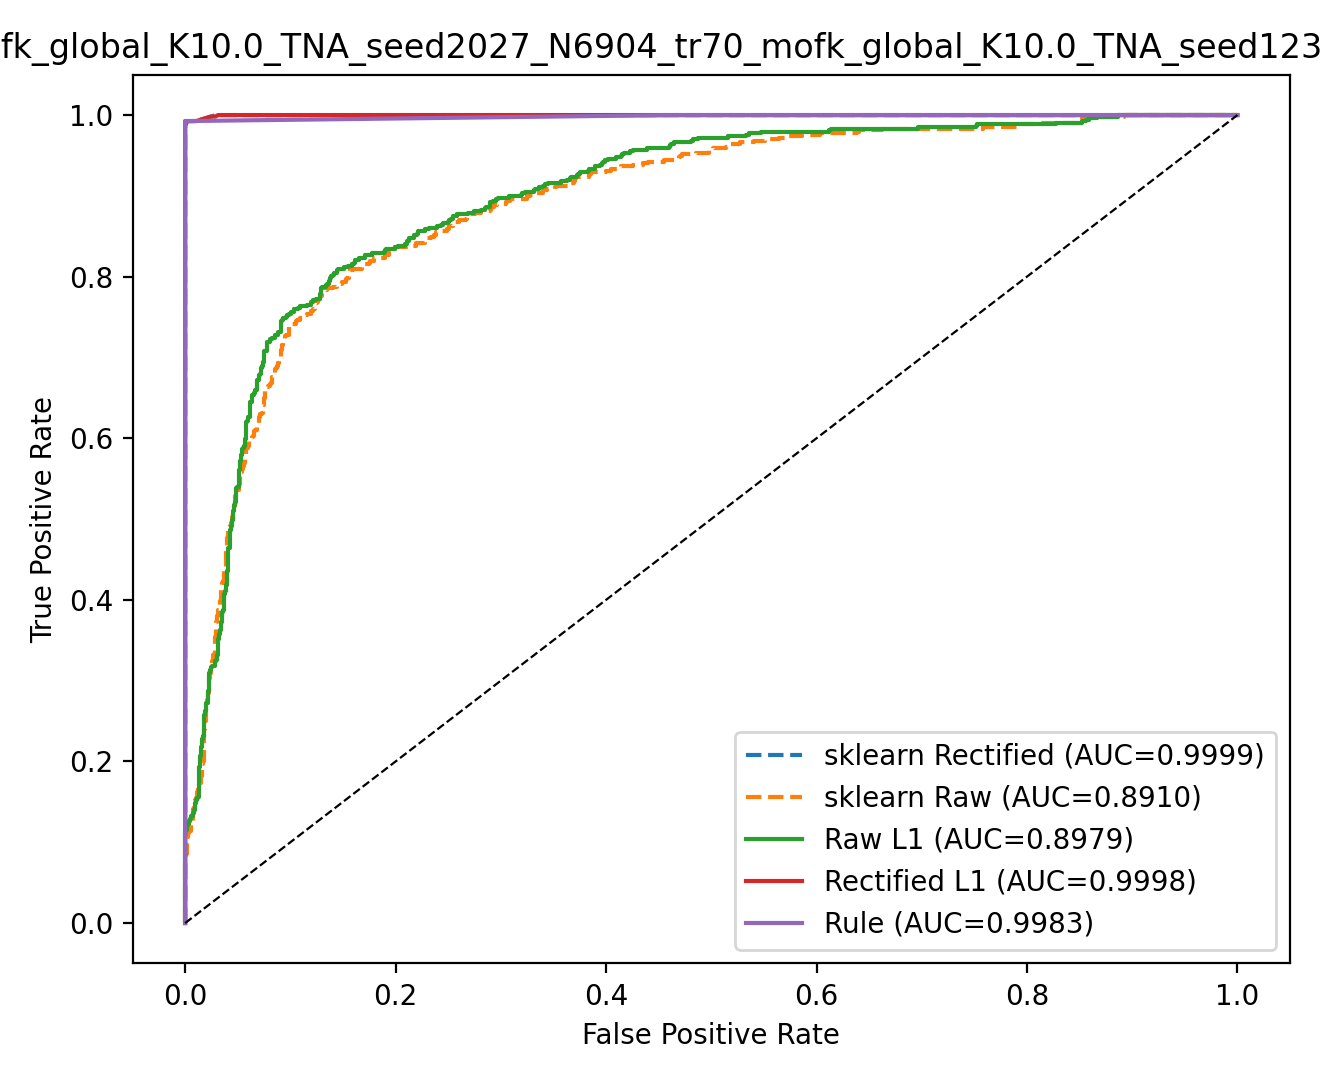 fk_global_K10.0_TNA_seed2027_N6904_tr70_mofk_global_K10.0_TNA_seed123
1.0
0.8
0.6
0.4
0.2
0.0
True Positive Rate
sklearn Rectified (AUC=0.9999)
sklearn Raw (AUC=0.8910)
Raw L1 (AUC=0.8979)
Rectified L1 (AUC=0.9998)
Rule (AUC=0.9983)
0.0 0.2 0.4 0.6 0.8 1.0
False Positive Rate